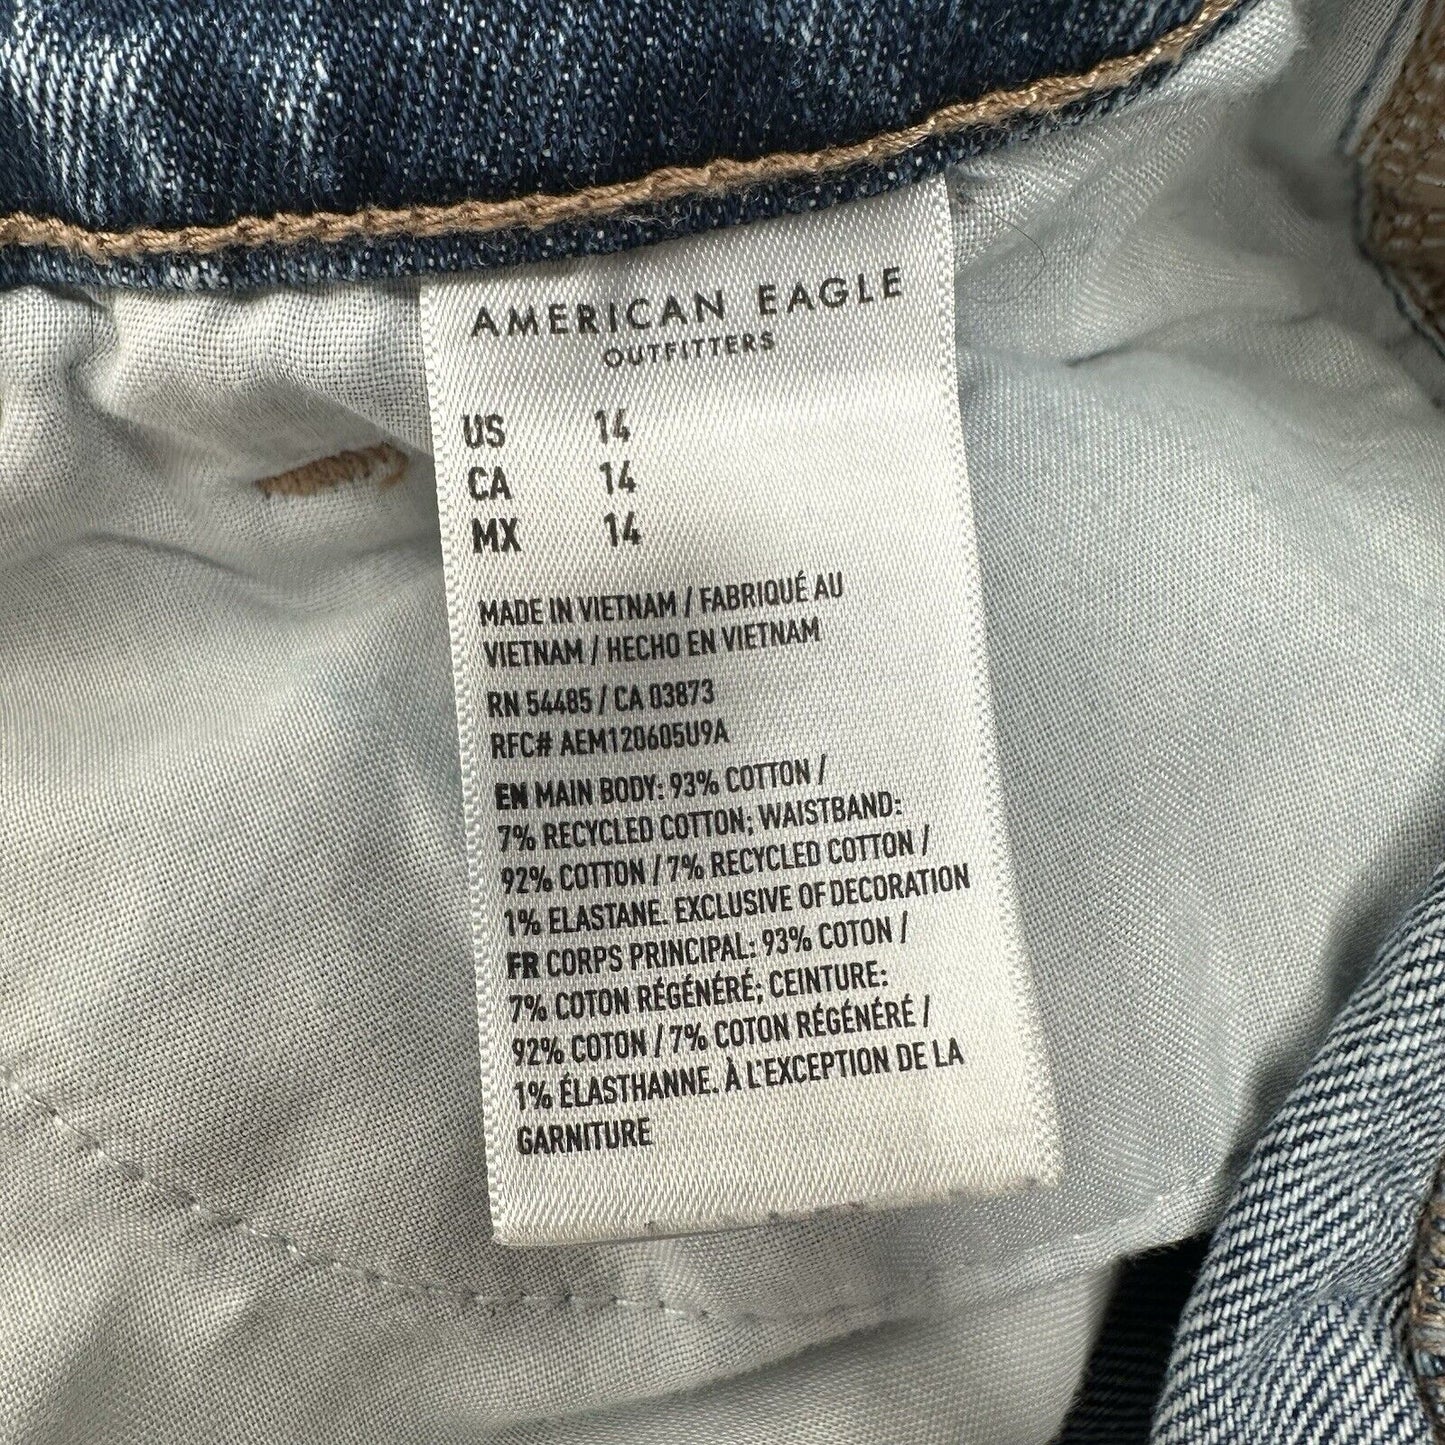 AMERICAN EAGLE
OUTFITTERS
US 14
CA 14
MX 14
MADE IN VIETNAM / FABRIQUÉ AU
VIETNAM / HECHO EN VIETNAM
RN 54485 / CA 03873
RFC# AEM120605U9A
EN MAIN BODY: 93% COTTON /
7% RECYCLED COTTON; WAISTBAND:
92% COTTON / 7% RECYCLED COTTON /
1% ELASTANE. EXCLUSIVE OF DECORATION
FR CORPS PRINCIPAL: 93% COTON /
7% COTON RÉGÉNÉRÉ; CEINTURE:
92% COTON / 7% COTON RÉGÉNÉRÉ /
1% ÉLASTHANNE. À L'EXCEPTION DE LA
GARNITURE